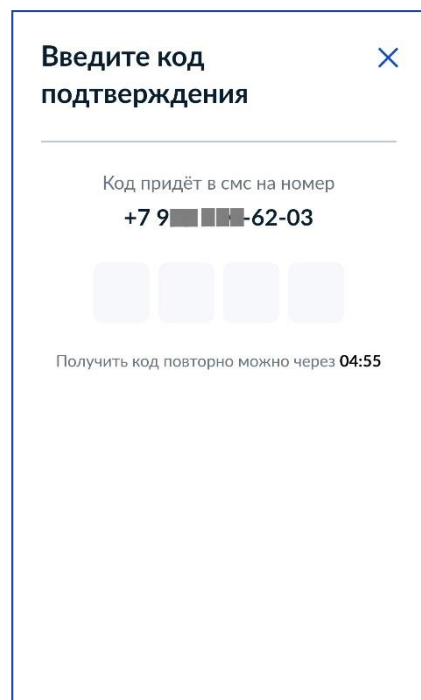 Введите код
подтверждения
Код придёт в смс на номер
+7 9 -62-03
Получить код повторно можно через 04:55